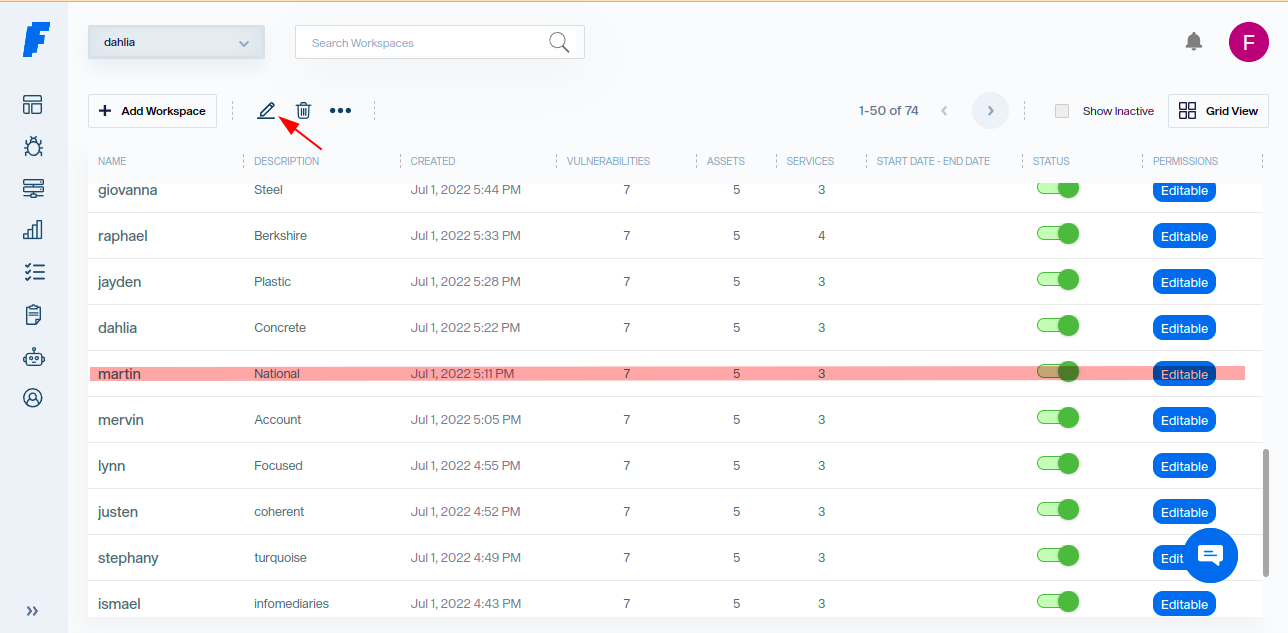 dahlia
Search Workspaces
F
Add Workspace
1-50 of 74
Show Inactive
Grid View
NAME DESCRIPTION CREATED VULNERABILITIES ASSETS SERVICES START DATE - END DATE STATUS PERMISSIONS
giovanna Steel Jul 1, 2022 5:44 PM 7 5 3 Editable
raphael Berkshire Jul 1, 2022 5:33 PM 7 5 4 Editable
jayden Plastic Jul 1, 2022 5:28 PM 7 5 3 Editable
dahlia Concrete Jul 1, 2022 5:22 PM 7 5 3 Editable
martin National Jul 1, 2022 5:11 PM 7 5 3 Editable
mervin Account Jul 1, 2022 5:05 PM 7 5 3 Editable
lynn Focused Jul 1, 2022 4:55 PM 7 5 3 Editable
justen coherent Jul 1, 2022 4:52 PM 7 5 3 Editable
stephany turquoise Jul 1, 2022 4:49 PM 7 5 3 Edit
ismael infomediaries Jul 1, 2022 4:43 PM 7 5 3 Editable